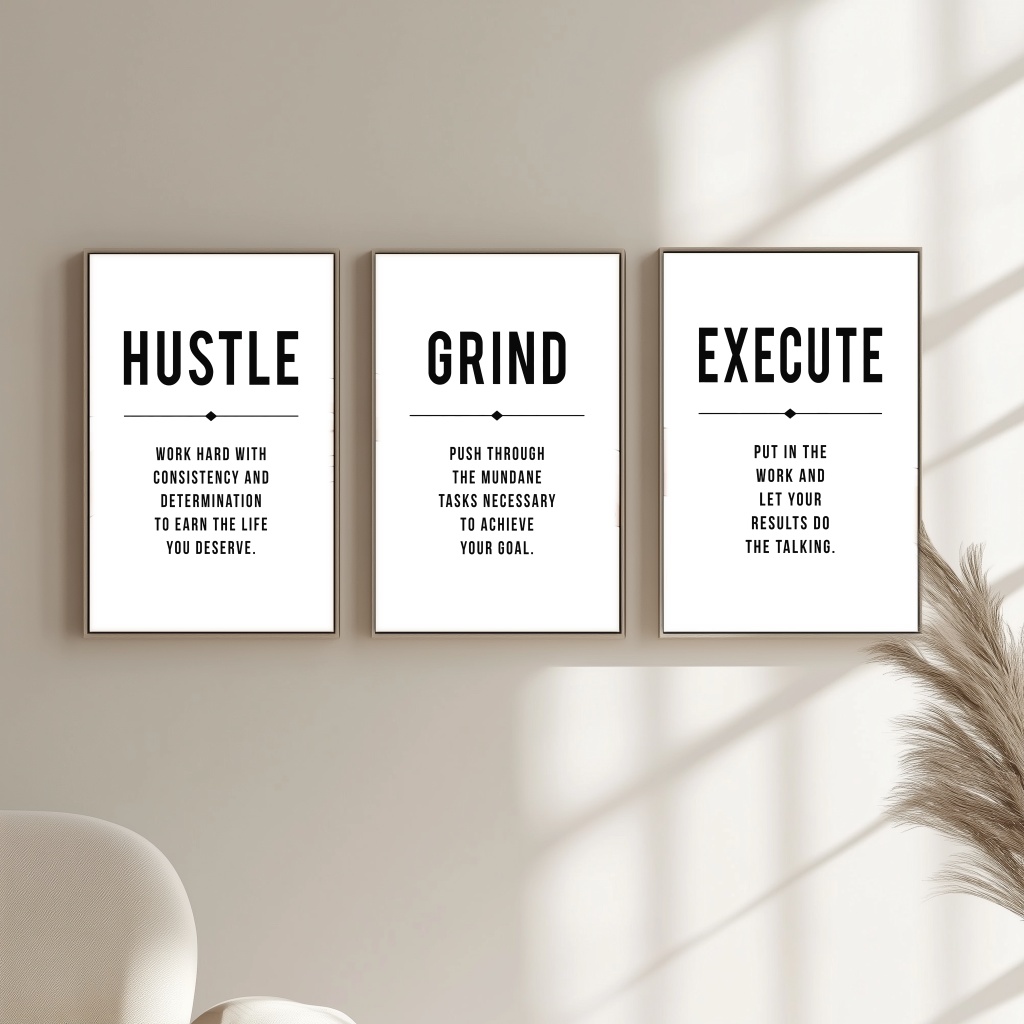 HUSTLE
WORK HARD WITH
CONSISTENCY AND
DETERMINATION
TO EARN THE LIFE
YOU DESERVE.
GRIND
PUSH THROUGH
THE MUNDANE
TASKS NECESSARY
TO ACHIEVE
YOUR GOAL.
EXECUTE
PUT IN THE
WORK AND
LET YOUR
RESULTS DO
THE TALKING.